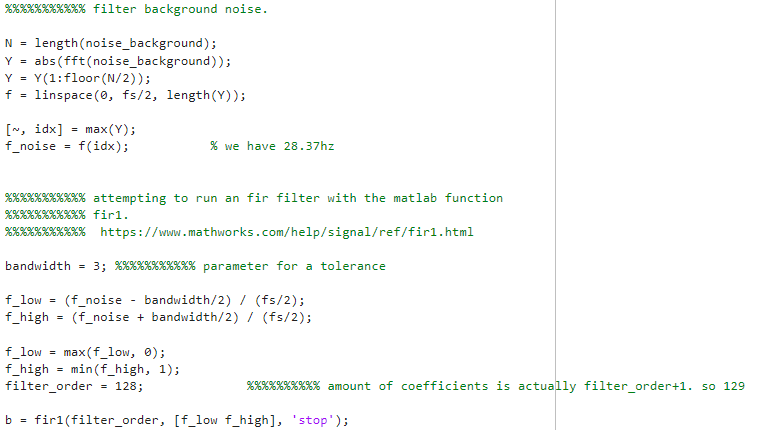 %%%%%%%%%%% filter background noise.
N = length(noise_background);
Y = abs(fft(noise_background));
Y = Y(1:floor(N/2));
f = linspace(0, fs/2, length(Y));
[~, idx] = max(Y);
f_noise = f(idx);           % we have 28.37hz
%%%%%%%%%%% attempting to run an fir filter with the matlab function
%%%%%%%%%%% fir1.
%%%%%%%%%%%  https://www.mathworks.com/help/signal/ref/fir1.html
bandwidth = 3; %%%%%%%%%%% parameter for a tolerance
f_low = (f_noise - bandwidth/2) / (fs/2);
f_high = (f_noise + bandwidth/2) / (fs/2);
f_low = max(f_low, 0);
f_high = min(f_high, 1);
filter_order = 128;              %%%%%%%%%% amount of coefficients is actually filter_order+1. so 129
b = fir1(filter_order, [f_low f_high], 'stop');